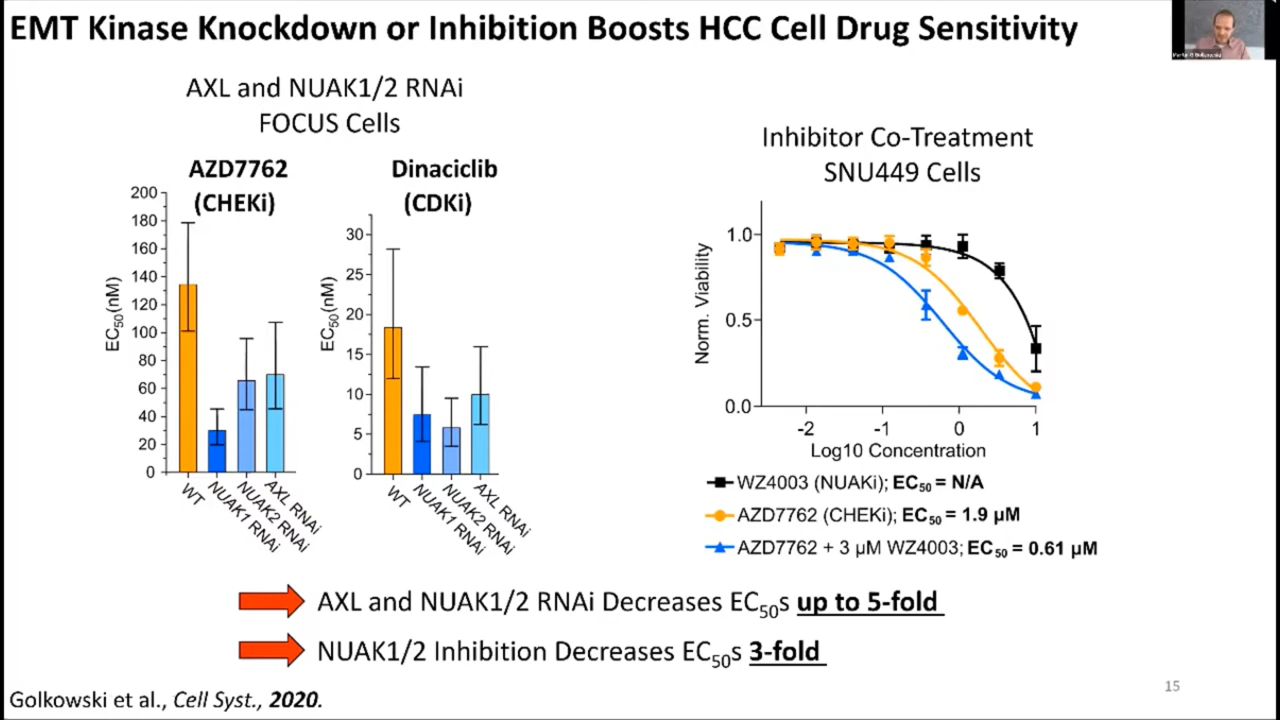 EMT Kinase Knockdown or Inhibition Boosts HCC Cell Drug Sensitivity
AXL and NUAK1/2 RNAi
FOCUS Cells
AZD7762
(CHEKi)
EC50(nM)
200
180
160
140
120
100
80
60
40
20
0
WT
NUAK1 RNAi
NUAK2 RNAi
AXL RNAi
Dinaciclib
(CDKi)
EC50(nM)
30
25
20
15
10
5
0
WT
NUAK1 RNAi
NUAK2 RNAi
AXL RNAi
Inhibitor Co-Treatment
SNU449 Cells
Norm. Viability
1.0
0.5
0.0
-2 -1 0 1
Log10 Concentration
WZ4003 (NUAKi); EC50 = N/A
AZD7762 (CHEKi); EC50 = 1.9 µM
AZD7762 + 3 µM WZ4003; EC50 = 0.61 µM
AXL and NUAK1/2 RNAi Decreases EC50s up to 5-fold
NUAK1/2 Inhibition Decreases EC50s 3-fold
Golkowski et al., Cell Syst., 2020.
15